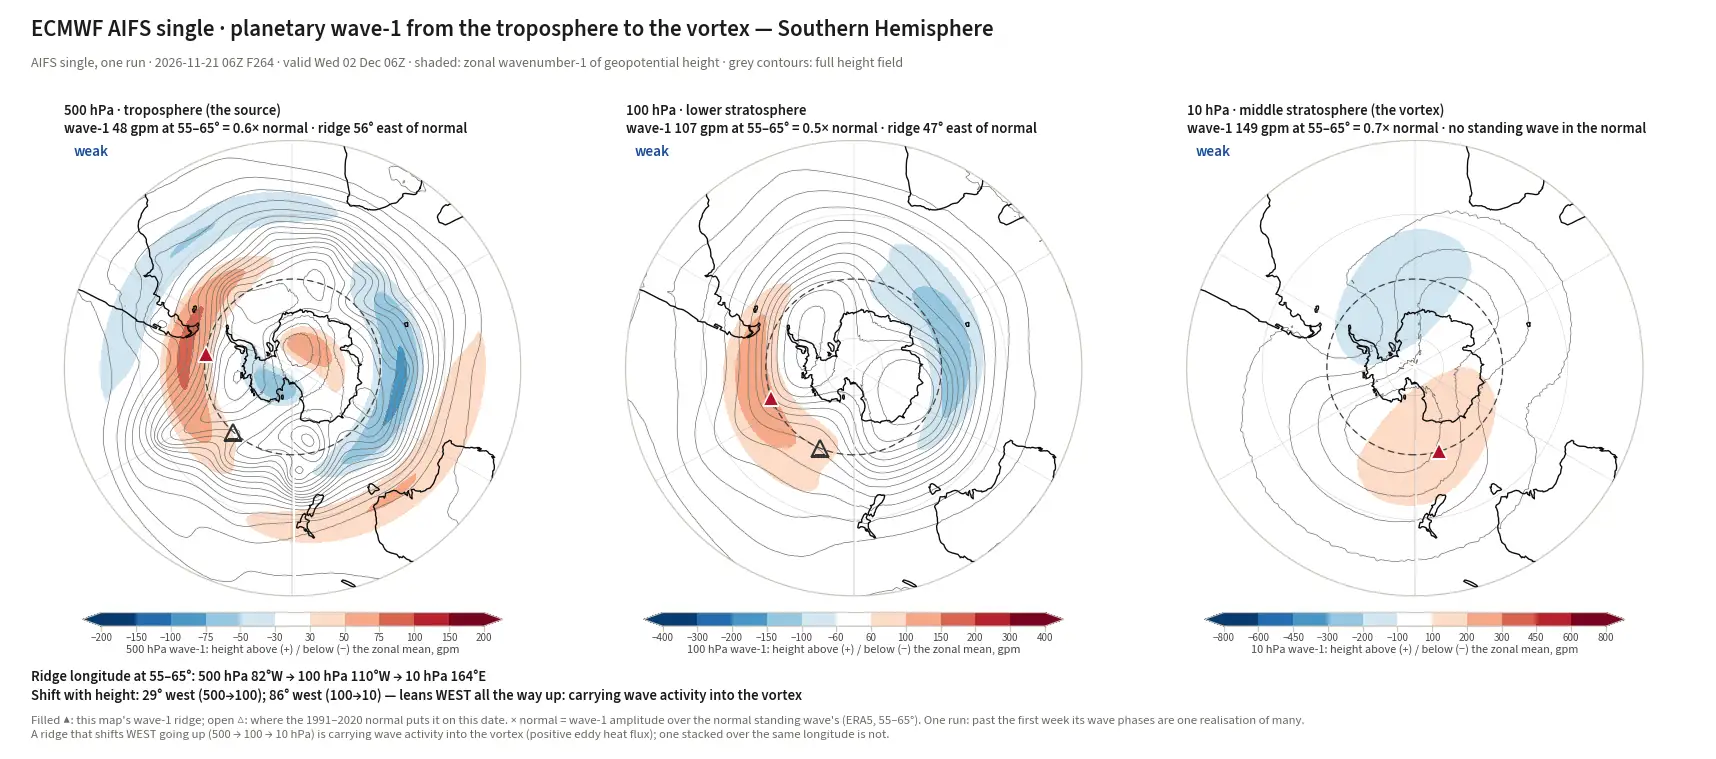 ECMWF AIFS single · planetary wave-1 from the troposphere to the vortex — Southern Hemisphere
AIFS single, one run · 2026-11-21 06Z F264 · valid Wed 02 Dec 06Z · shaded: zonal wavenumber-1 of geopotential height · grey contours: full height field
500 hPa · troposphere (the source)
wave-1 48 gpm at 55–65° = 0.6× normal · ridge 56° east of normal
weak
100 hPa · lower stratosphere
wave-1 107 gpm at 55–65° = 0.5× normal · ridge 47° east of normal
weak
10 hPa · middle stratosphere (the vortex)
wave-1 149 gpm at 55–65° = 0.7× normal · no standing wave in the normal
weak
−200 −150 −100 −75 −50 −30 30 50 75 100 150 200
500 hPa wave-1: height above (+) / below (−) the zonal mean, gpm
−400 −300 −200 −150 −100 −60 60 100 150 200 300 400
100 hPa wave-1: height above (+) / below (−) the zonal mean, gpm
−800 −600 −450 −300 −200 −100 100 200 300 450 600 800
10 hPa wave-1: height above (+) / below (−) the zonal mean, gpm
Ridge longitude at 55–65°: 500 hPa 82°W → 100 hPa 110°W → 10 hPa 164°E
Shift with height: 29° west (500→100); 86° west (100→10) — leans WEST all the way up: carrying wave activity into the vortex
Filled ▲: this map's wave-1 ridge; open △: where the 1991–2020 normal puts it on this date. × normal = wave-1 amplitude over the normal standing wave's (ERA5, 55–65°). One run: past the first week its wave phases are one realisation of many.
A ridge that shifts WEST going up (500 → 100 → 10 hPa) is carrying wave activity into the vortex (positive eddy heat flux); one stacked over the same longitude is not.